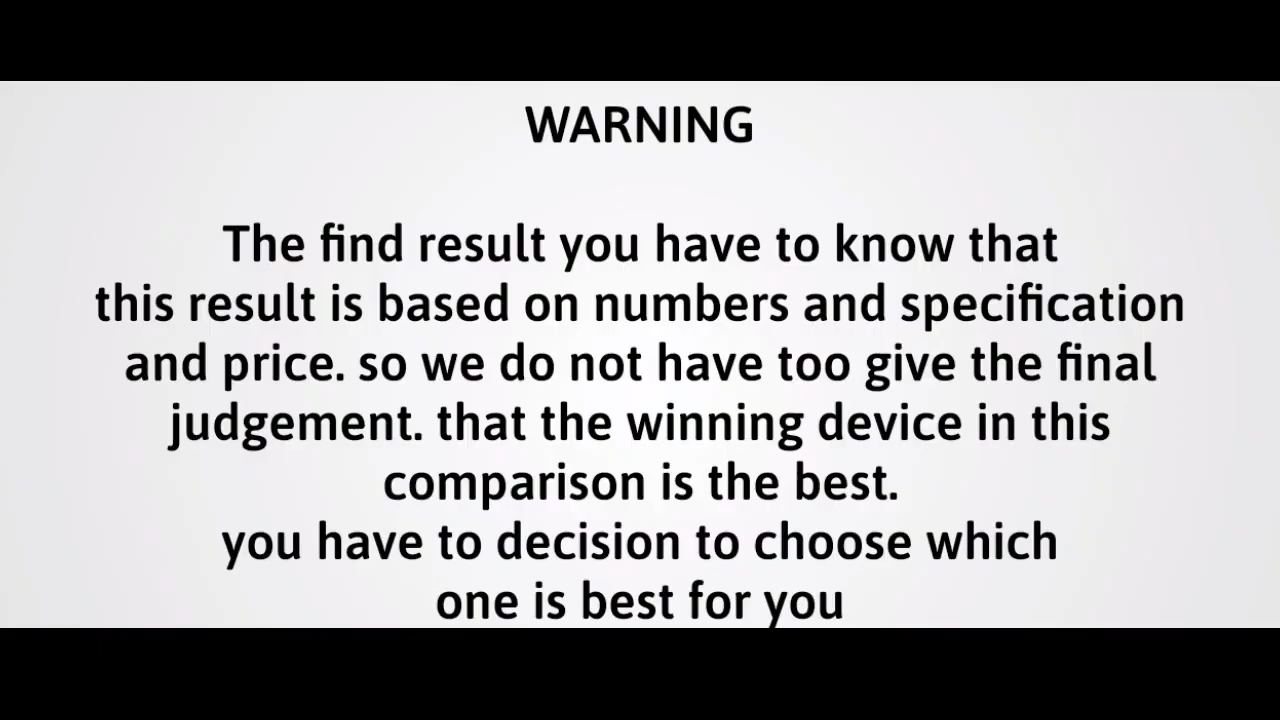 WARNING
The find result you have to know that
this result is based on numbers and specification
and price. so we do not have too give the final
judgement. that the winning device in this
comparison is the best.
you have to decision to choose which
one is best for you